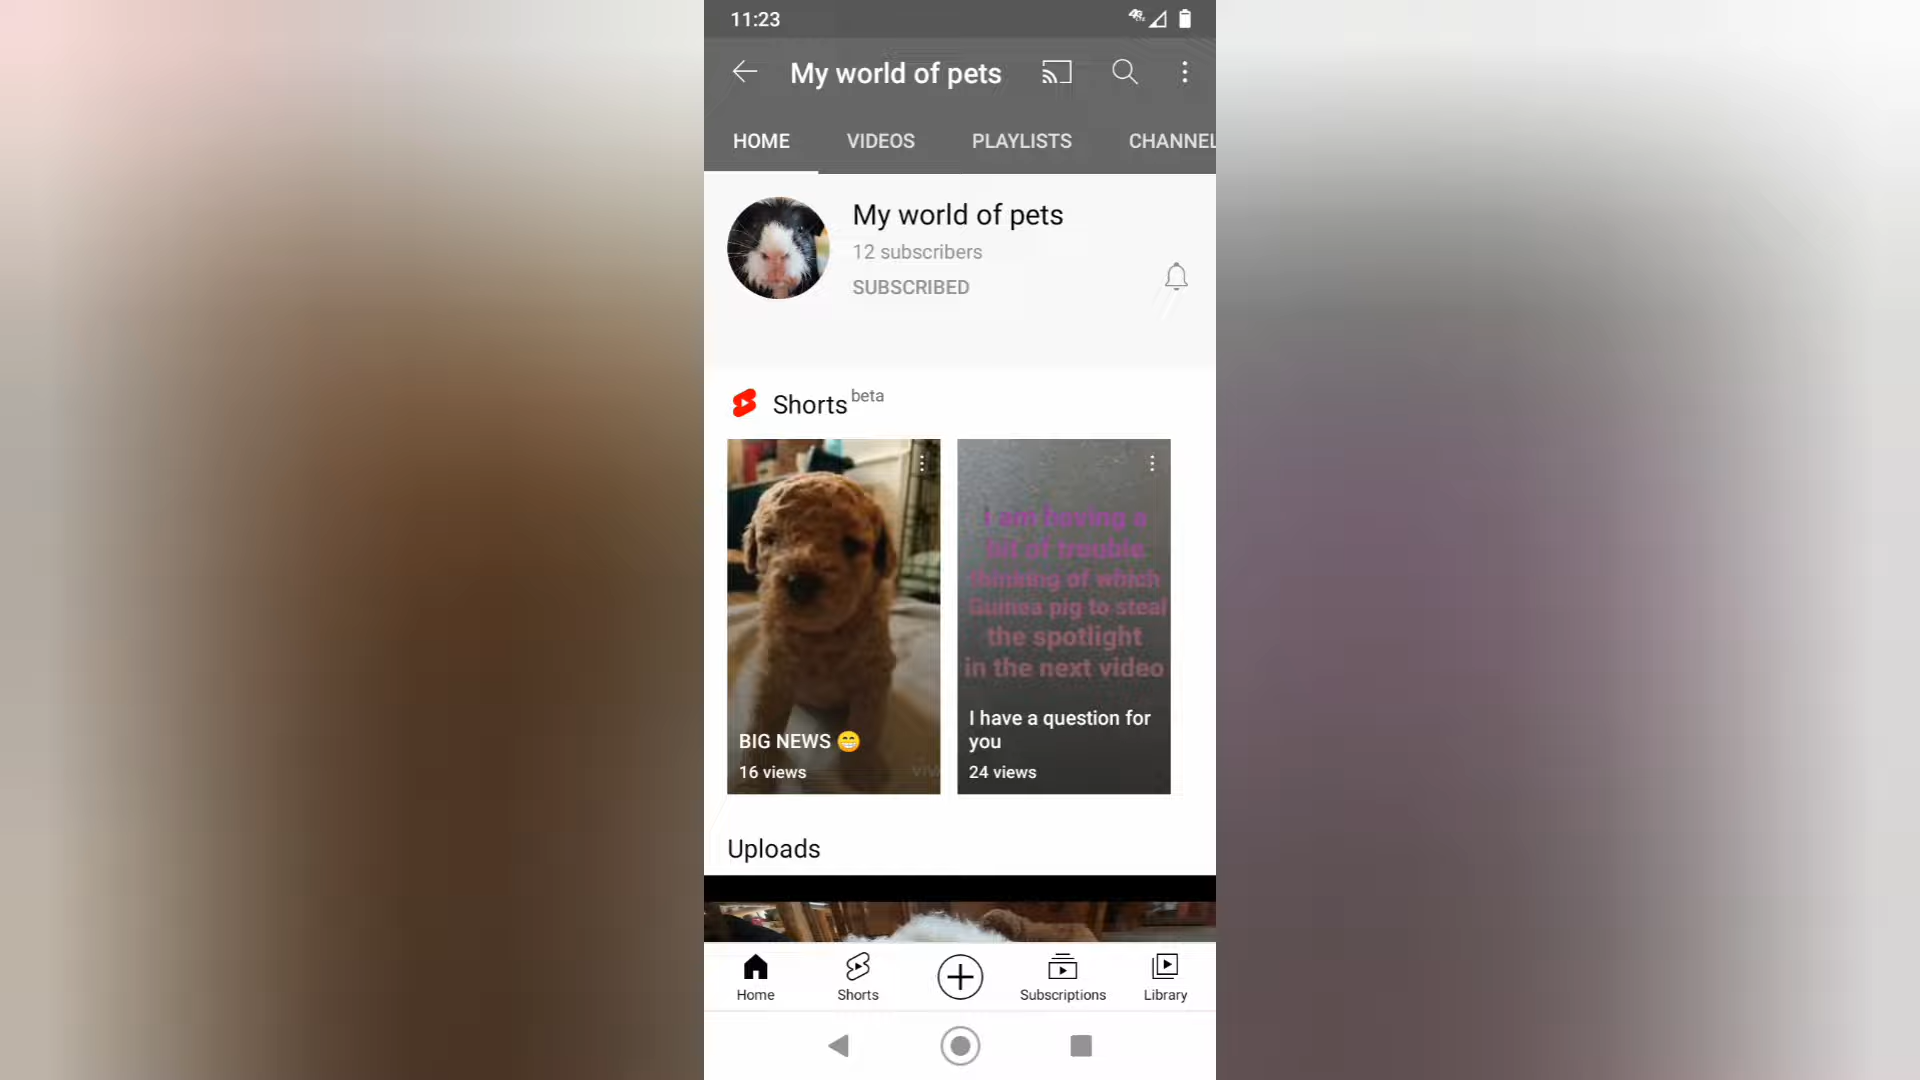 11:23
My world of pets
HOME VIDEOS PLAYLISTS CHANNEL
My world of pets
12 subscribers
SUBSCRIBED
Shorts beta
I am having a
bit of trouble
thinking of which
Guinea pig to steal
the spotlight
in the next video
BIG NEWS 😁
16 views
I have a question for
you
24 views
Uploads
Home Shorts Subscriptions Library